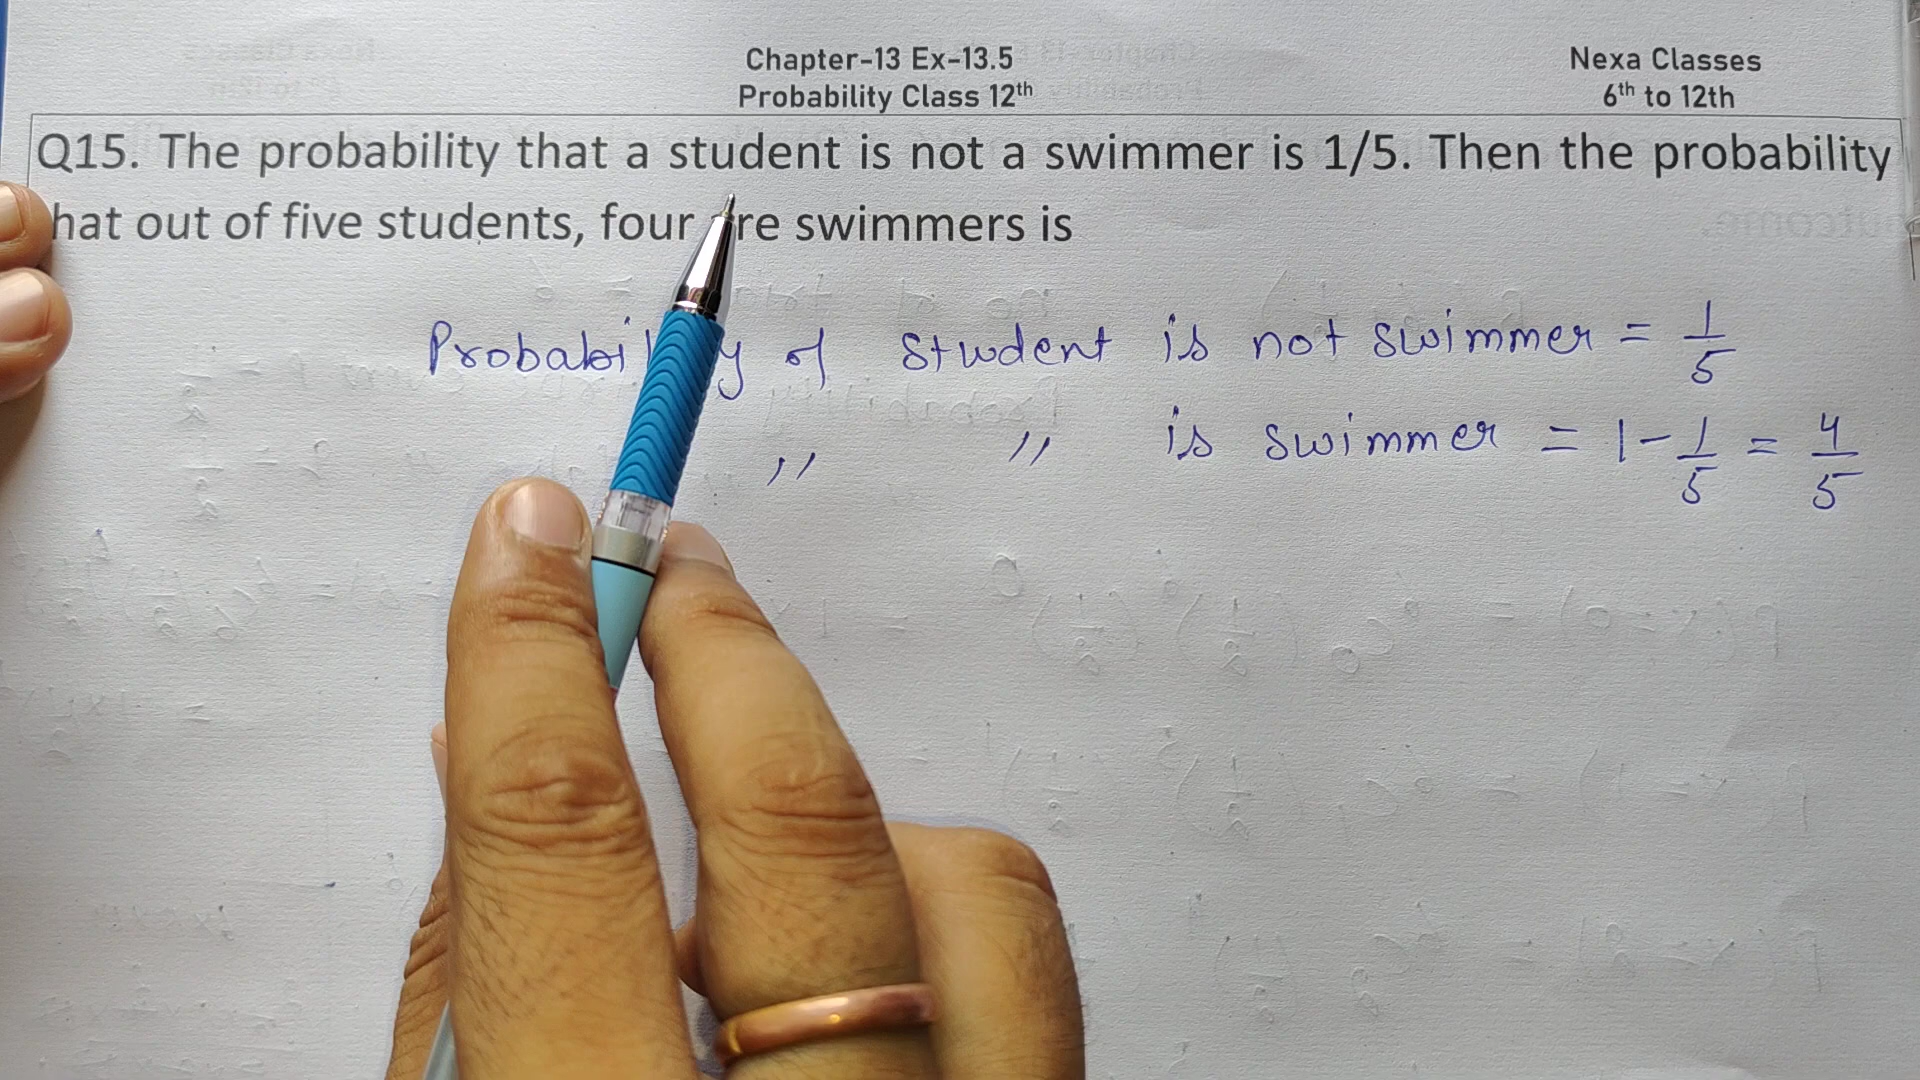 Chapter-13 Ex-13.5
Probability Class 12th
Nexa Classes
6th to 12th
Q15. The probability that a student is not a swimmer is 1/5. Then the probability
hat out of five students, four re swimmers is
Probability of student is not swimmer = 1/5
,, ,, is swimmer = 1 - 1/5 = 4/5